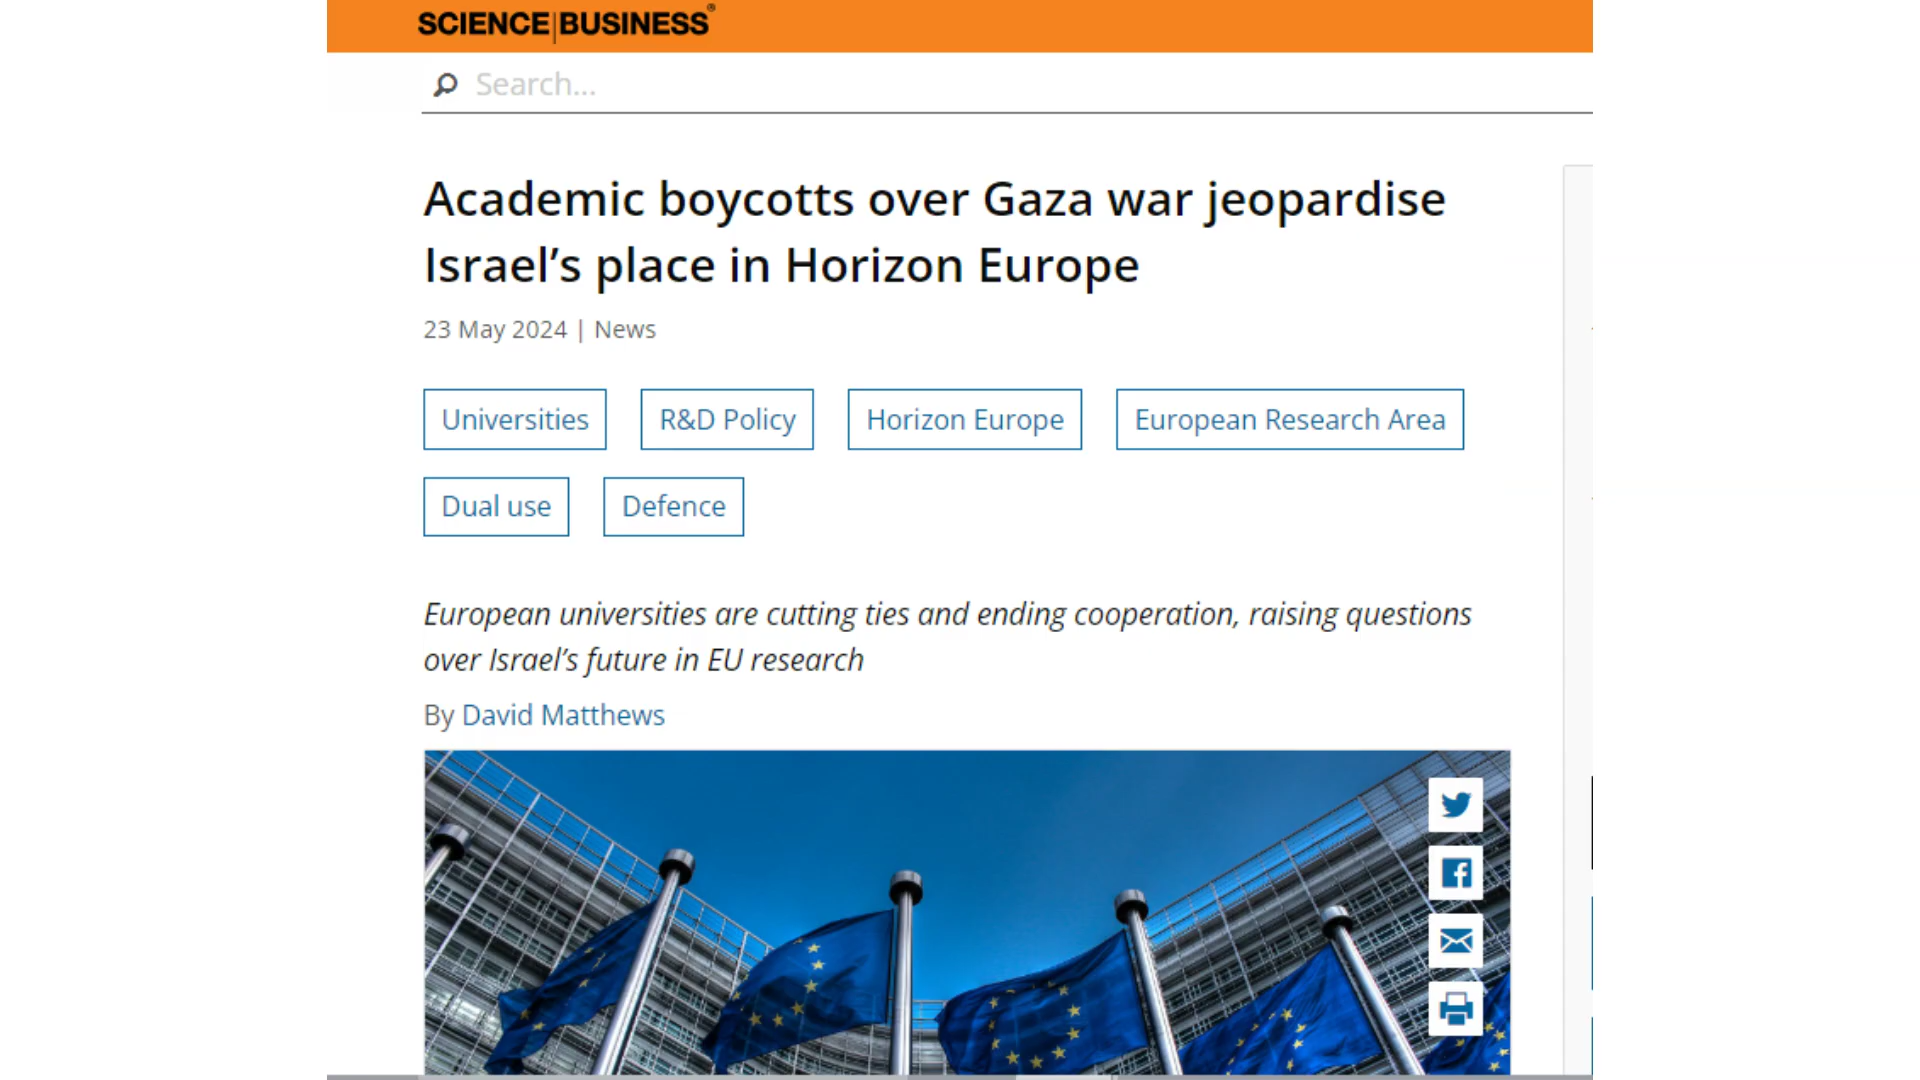 SCIENCE|BUSINESS®
Search...
Academic boycotts over Gaza war jeopardise
Israel’s place in Horizon Europe
23 May 2024 | News
Universities
R&D Policy
Horizon Europe
European Research Area
Dual use
Defence
European universities are cutting ties and ending cooperation, raising questions
over Israel’s future in EU research
By David Matthews